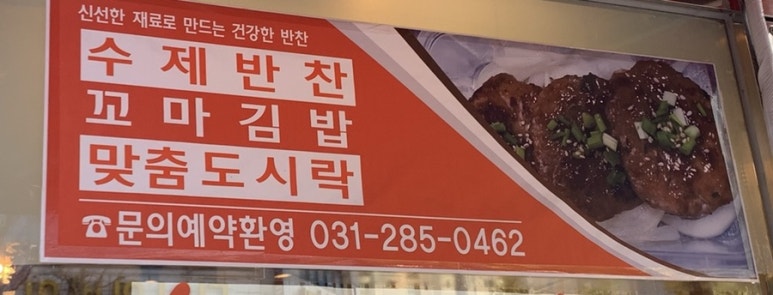 신선한 재료로 만드는 건강한 반찬
수제반찬
꼬마김밥
맞춤도시락
☎문의예약환영 031-285-0462